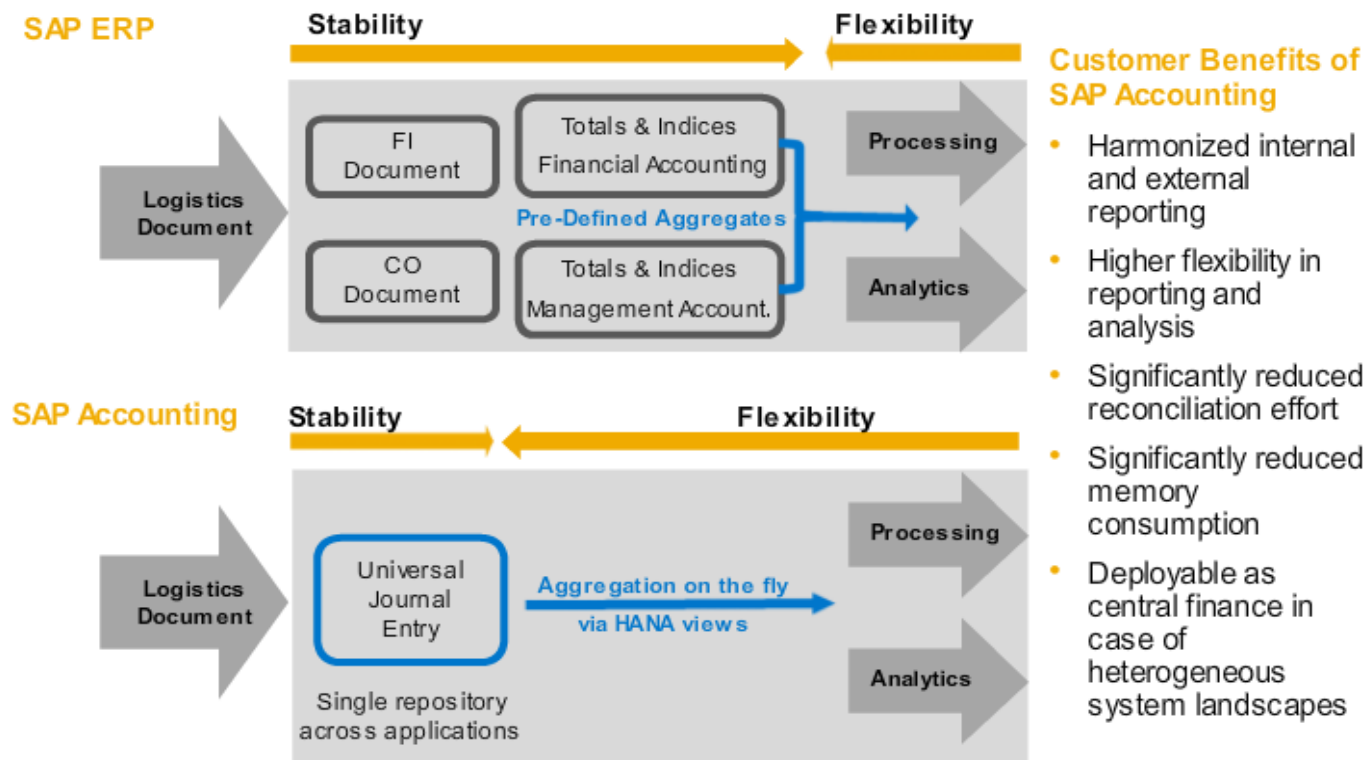 SAP ERP
Stability
Flexibility
Logistics
Document
FI
Document
CO
Document
Totals & Indices
Financial Accounting
Pre-Defined Aggregates
Totals & Indices
Management Account.
Processing
Analytics
SAP Accounting
Stability
Flexibility
Logistics
Document
Universal
Journal
Entry
Single repository
across applications
Aggregation on the fly
via HANA views
Processing
Analytics
Customer Benefits of
SAP Accounting
• Harmonized internal
and external
reporting
• Higher flexibility in
reporting and
analysis
• Significantly reduced
reconciliation effort
• Significantly reduced
memory
consumption
• Deployable as
central finance in
case of
heterogeneous
system landscapes